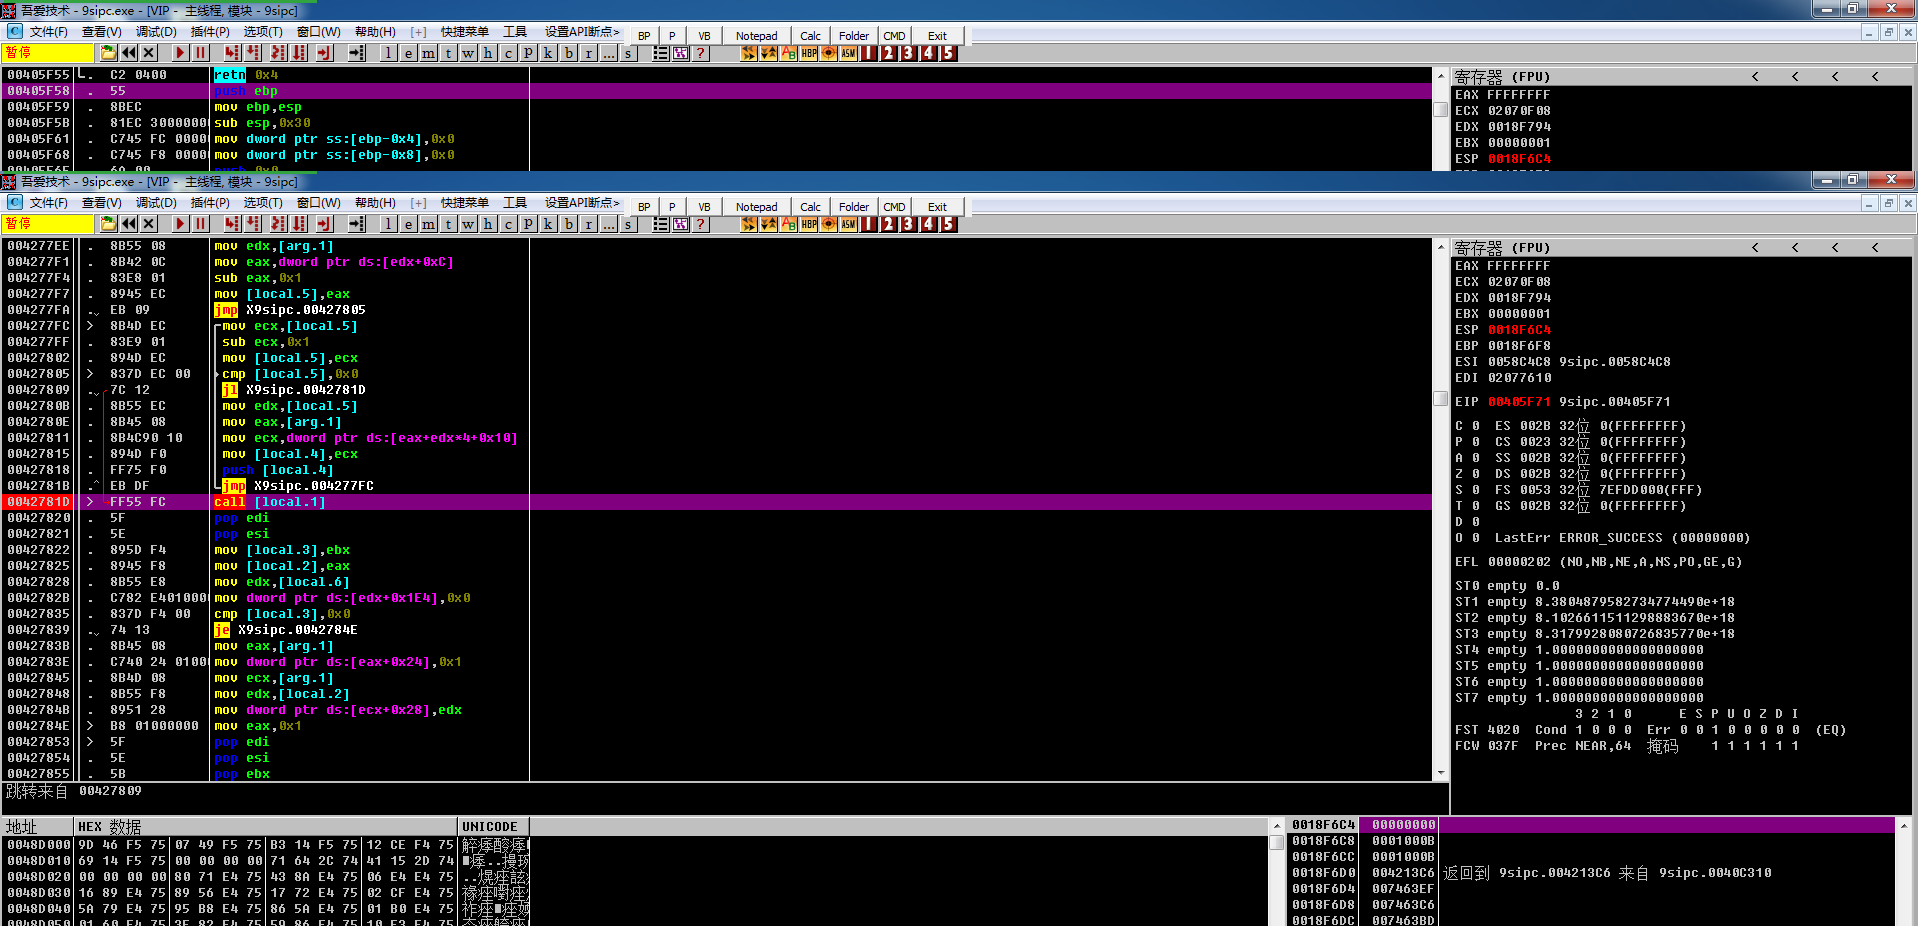 吾爱技术 - 9sipc.exe - [VIP - 主线程, 模块 - 9sipc]
文件(F) 查看(V) 调试(D) 插件(P) 选项(T) 窗口(W) 帮助(H) [+] 快捷菜单 工具 设置API断点> BP P VB Notepad Calc Folder CMD Exit
暂停 l e m t w h c p k b r ... s ? HBP ASM 1 2 3 4 5
00405F55 . C2 0400 retn 0x4 寄存器 (FPU) < < < <
00405F58 . 55 push ebp EAX FFFFFFFF
00405F59 . 8BEC mov ebp,esp ECX 02070F08
00405F5B . 81EC 3000000 sub esp,0x30 EDX 0018F794
00405F61 . C745 FC 0000 mov dword ptr ss:[ebp-0x4],0x0 EBX 00000001
00405F68 . C745 F8 0000 mov dword ptr ss:[ebp-0x8],0x0 ESP 0018F6C4
吾爱技术 - 9sipc.exe - [VIP - 主线程, 模块 - 9sipc]
文件(F) 查看(V) 调试(D) 插件(P) 选项(T) 窗口(W) 帮助(H) [+] 快捷菜单 工具 设置API断点> BP P VB Notepad Calc Folder CMD Exit
暂停 l e m t w h c p k b r ... s ? HBP ASM 1 2 3 4 5
004277EE . 8B55 08 mov edx,[arg.1] 寄存器 (FPU) < < < <
004277F1 . 8B42 0C mov eax,dword ptr ds:[edx+0xC] EAX FFFFFFFF
004277F4 . 83E8 01 sub eax,0x1 ECX 02070F08
004277F7 . 8945 EC mov [local.5],eax EDX 0018F794
004277FA . EB 09 jmp X9sipc.00427805 EBX 00000001
004277FC > 8B4D EC mov ecx,[local.5] ESP 0018F6C4
004277FF . 83E9 01 sub ecx,0x1 EBP 0018F6F8
00427802 . 894D EC mov [local.5],ecx ESI 0058C4C8 9sipc.0058C4C8
00427805 > 837D EC 00 cmp [local.5],0x0 EDI 02077610
00427809 . 7C 12 jl X9sipc.0042781D
0042780B . 8B55 EC mov edx,[local.5] EIP 00405F71 9sipc.00405F71
0042780E . 8B45 08 mov eax,[arg.1] C 0 ES 002B 32位 0(FFFFFFFF)
00427811 . 8B4C90 10 mov ecx,dword ptr ds:[eax+edx*4+0x10] P 0 CS 0023 32位 0(FFFFFFFF)
00427815 . 894D F0 mov [local.4],ecx A 0 SS 002B 32位 0(FFFFFFFF)
00427818 . FF75 F0 push [local.4] Z 0 DS 002B 32位 0(FFFFFFFF)
0042781B .^ EB DF jmp X9sipc.004277FC S 0 FS 0053 32位 7EFDD000(FFF)
0042781D > FF55 FC call [local.1] T 0 GS 002B 32位 0(FFFFFFFF)
00427820 . 5F pop edi D 0
00427821 . 5E pop esi O 0 LastErr ERROR_SUCCESS (00000000)
00427822 . 895D F4 mov [local.3],ebx
00427825 . 8945 F8 mov [local.2],eax EFL 00000202 (NO,NB,NE,A,NS,PO,GE,G)
00427828 . 8B55 E8 mov edx,[local.6] ST0 empty 0.0
0042782B . C782 E401000 mov dword ptr ds:[edx+0x1E4],0x0 ST1 empty 8.3804879582734774490e+18
00427835 . 837D F4 00 cmp [local.3],0x0 ST2 empty 8.1026611511298883670e+18
00427839 . 74 13 je X9sipc.0042784E ST3 empty 8.3179928080726835770e+18
0042783B . 8B45 08 mov eax,[arg.1] ST4 empty 1.0000000000000000000
0042783E . C740 24 0100 mov dword ptr ds:[eax+0x24],0x1 ST5 empty 1.0000000000000000000
00427845 . 8B4D 08 mov ecx,[arg.1] ST6 empty 1.0000000000000000000
00427848 . 8B55 F8 mov edx,[local.2] ST7 empty 1.0000000000000000000
0042784B . 8951 28 mov dword ptr ds:[ecx+0x28],edx 3 2 1 0 E S P U O Z D I
0042784E > B8 01000000 mov eax,0x1 FST 4020 Cond 1 0 0 0 Err 0 0 1 0 0 0 0 0 (EQ)
00427853 > 5F pop edi FCW 037F Prec NEAR,64 掩码 1 1 1 1 1 1
00427854 . 5E pop esi
00427855 . 5B pop ebx
跳转来自 00427809
地址 HEX 数据 UNICODE 0018F6C4 00000000
0048D000 9D 46 F5 75 07 49 F5 75 B3 14 F5 75 12 CE F4 75 0018F6C8 0001000B
0048D010 69 14 F5 75 00 00 00 00 71 64 2C 74 41 15 2D 74 0018F6CC 0001000B
0048D020 00 00 00 00 80 71 E4 75 43 8A E4 75 06 E4 E4 75 0018F6D0 004213C6 返回到 9sipc.004213C6 来自 9sipc.0040C310
0048D030 16 89 E4 75 89 56 E4 75 17 72 E4 75 02 CF E4 75 0018F6D4 007463EF
0048D040 5A 79 E4 75 95 B8 E4 75 86 5A E4 75 01 B0 E4 75 0018F6D8 007463C6
0018F6DC 007463BD